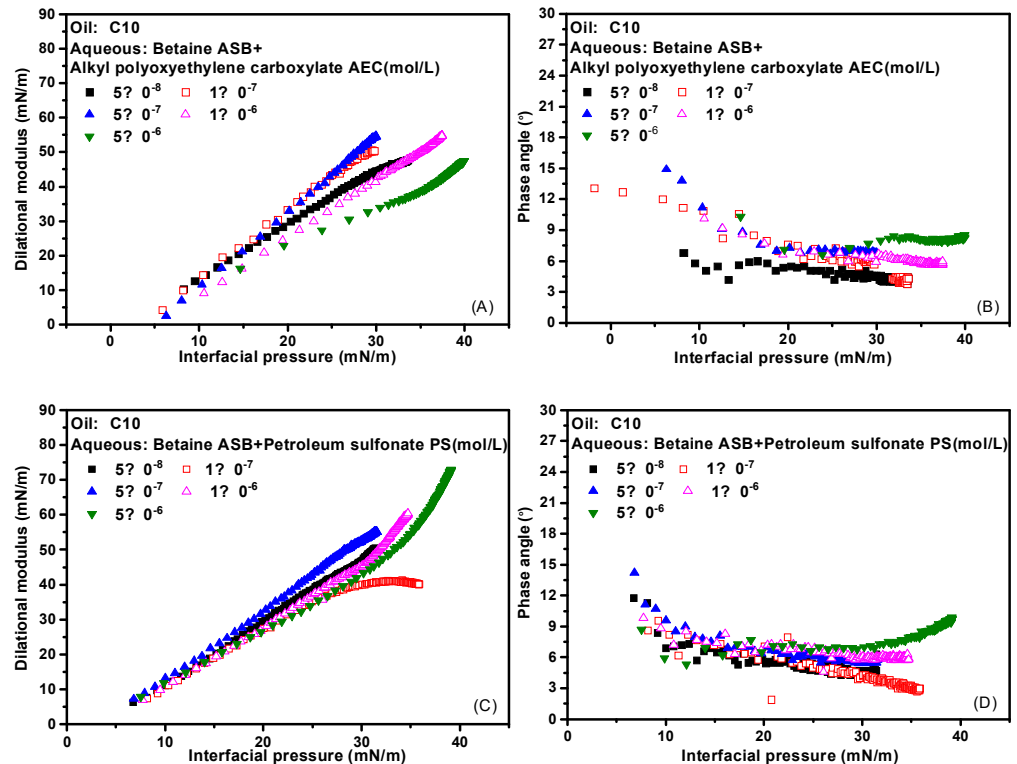 Oil: C10
Aqueous: Betaine ASB+
Alkyl polyoxyethylene carboxylate AEC(mol/L)
5? 0-8 1? 0-7
5? 0-7 1? 0-6
5? 0-6
Dilational modulus (mN/m)
90
80
70
60
50
40
30
20
10
0
0 10 20 30 40
Interfacial pressure (mN/m)
(A)
Oil: C10
Aqueous: Betaine ASB+
Alkyl polyoxyethylene carboxylate AEC(mol/L)
5? 0-8 1? 0-7
5? 0-7 1? 0-6
5? 0-6
Phase angle (°)
30
27
24
21
18
15
12
9
6
3
0
0 10 20 30 40
Interfacial pressure (mN/m)
(B)
Oil: C10
Aqueous: Betaine ASB+Petroleum sulfonate PS(mol/L)
5? 0-8 1? 0-7
5? 0-7 1? 0-6
5? 0-6
Dilational modulus (mN/m)
90
80
70
60
50
40
30
20
10
0
0 10 20 30 40
Interfacial pressure (mN/m)
(C)
Oil: C10
Aqueous: Betaine ASB+Petroleum sulfonate PS(mol/L)
5? 0-8 1? 0-7
5? 0-7 1? 0-6
5? 0-6
Phase angle (°)
30
27
24
21
18
15
12
9
6
3
0
0 10 20 30 40
Interfacial pressure (mN/m)
(D)